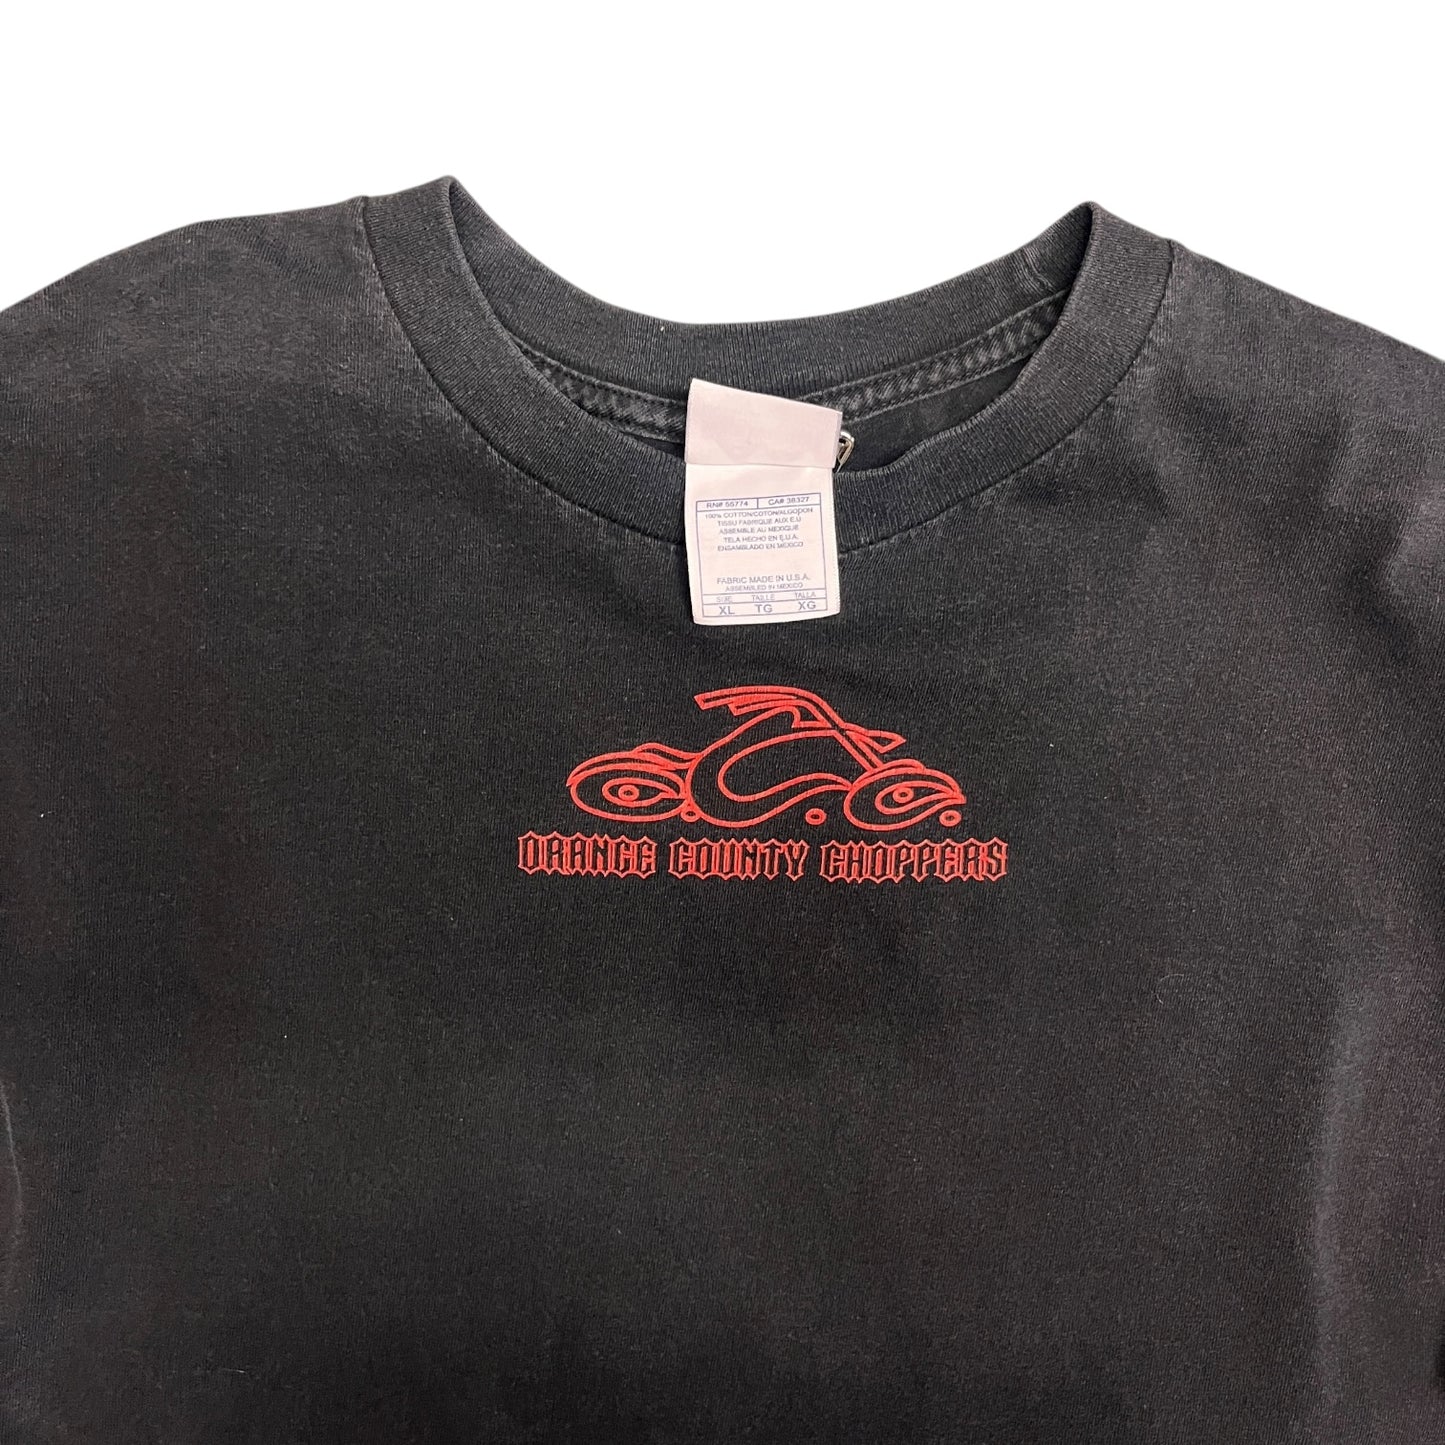 RN# 55774 CA# 38327
100% COTTON/COTON/ALGODON
TISSU FABRIQUE AUX E.U
ASSEMBLE AU MEXIQUE
TELA HECHO EN E.U.A.
ENSAMBLADO EN MEXICO
FABRIC MADE IN U.S.A.
ASSEMBLED IN MEXICO
SIZE TAILLE TALLA
XL TG XG
ORANGE COUNTY CHOPPERS